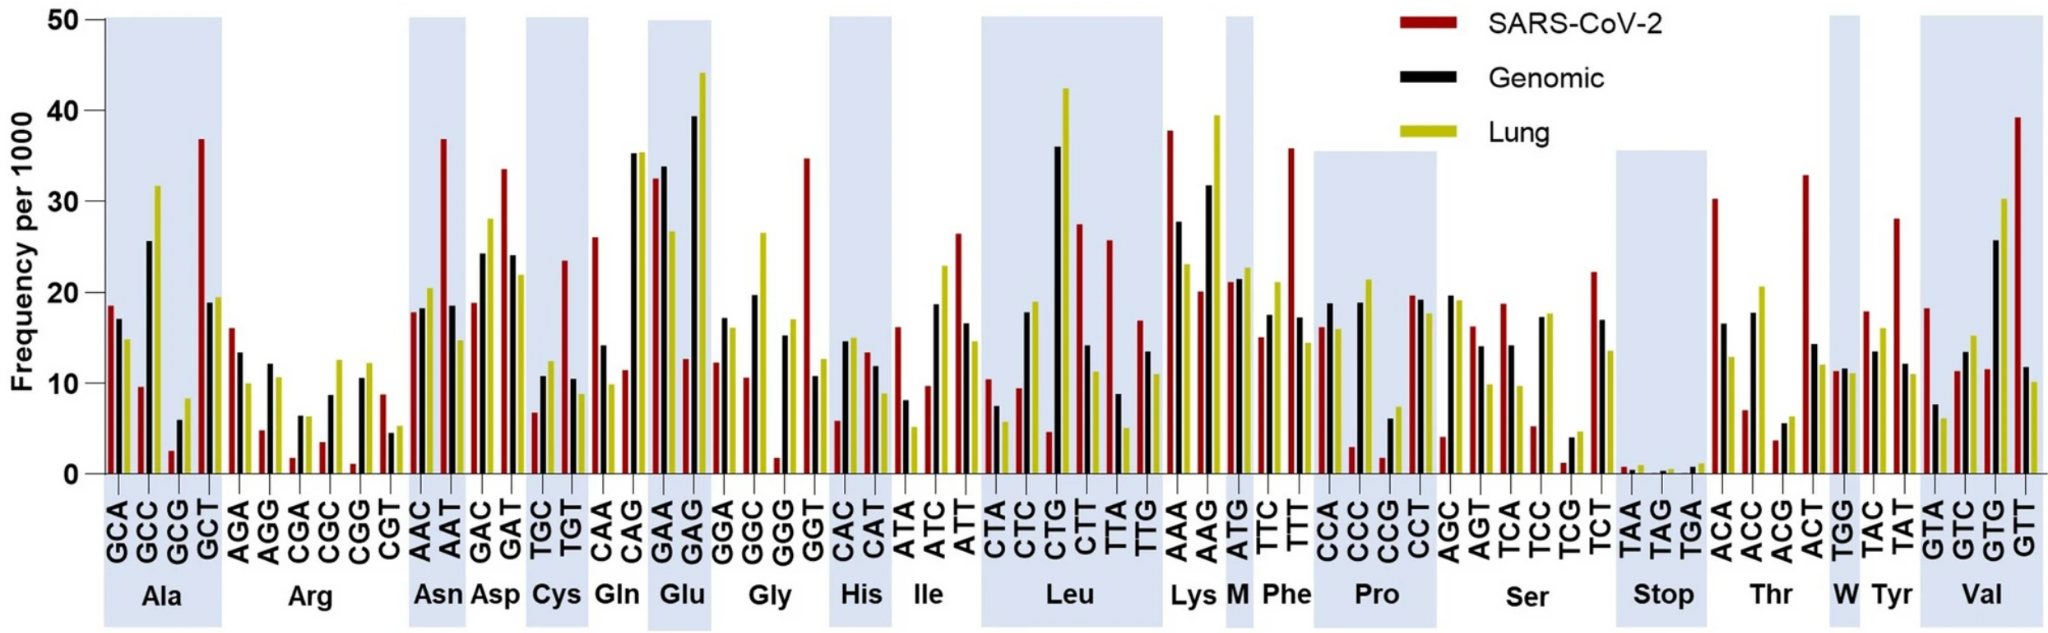 50
40
30
20
10
0
Frequency per 1000
SARS-CoV-2
Genomic
Lung
GCA GCC GCG GCT AGA AGG CGA CGC CGG CGT AAC AAT GAC GAT TGC TGT CAA CAG GAA GAG GGA GGC GGG GGT CAC CAT ATA ATC ATT CTA CTC CTG CTT TTA TTG AAA AAG ATG TTC TTT CCA CCC CCG CCT AGC AGT TCA TCC TCG TCT TAA TAG TGA ACA ACC ACG ACT TGG TAC TAT GTA GTC GTG GTT
Ala Arg Asn Asp Cys Gln Glu Gly His Ile Leu Lys M Phe Pro Ser Stop Thr W Tyr Val